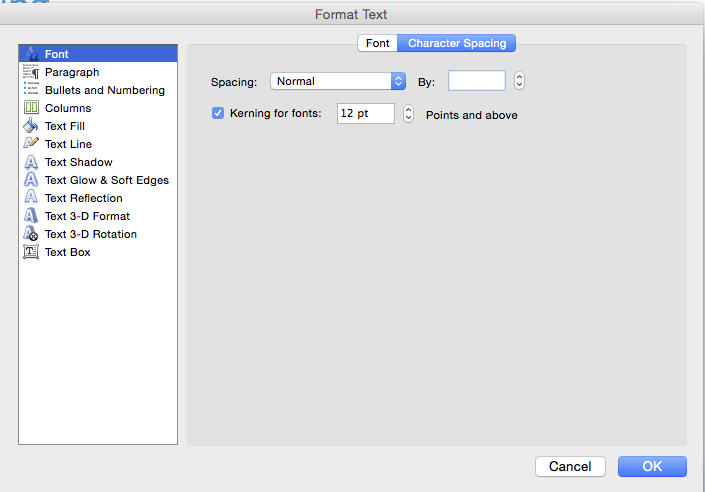 Format Text
Font
Paragraph
Bullets and Numbering
Columns
Text Fill
Text Line
Text Shadow
Text Glow & Soft Edges
Text Reflection
Text 3-D Format
Text 3-D Rotation
Text Box
Font Character Spacing
Spacing: Normal By:
Kerning for fonts: 12 pt Points and above
Cancel OK